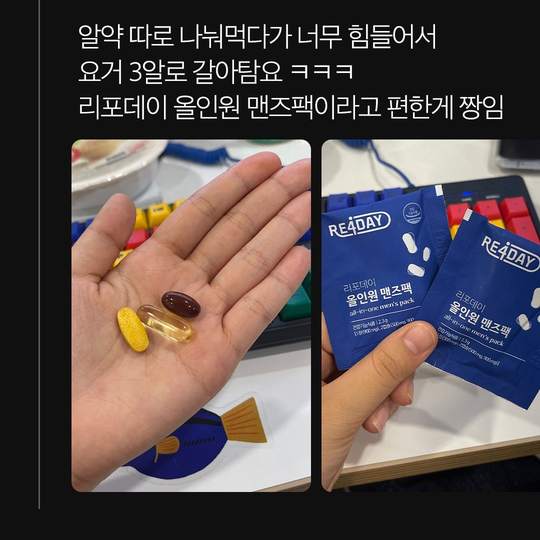 알약 따로 나눠먹다가 너무 힘들어서
요거 3알로 갈아탐요 ㅋㅋㅋ
리포데이 올인원 맨즈팩이라고 편한게 짱임
RE4DAY
리포데이
올인원 맨즈팩
all-in-one men's pack
RE4DAY
리포데이
올인원 맨즈팩
all-in-one men's pack